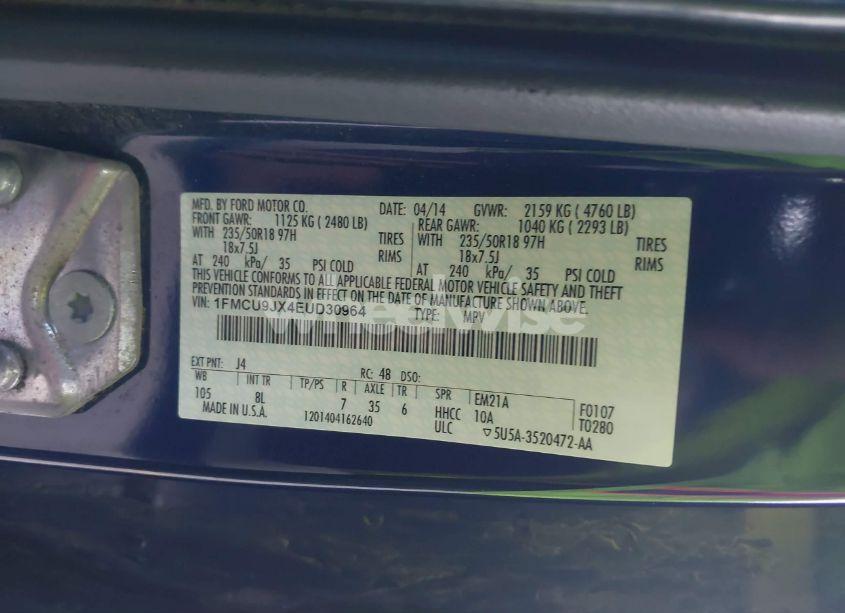 MFD. BY FORD MOTOR CO. DATE: 04/14 GVWR: 2159 KG ( 4760 LB)
FRONT GAWR: 1125 KG ( 2480 LB) REAR GAWR: 1040 KG ( 2293 LB)
WITH 235/50R18 97H TIRES WITH 235/50R18 97H TIRES
18x7.5J RIMS 18x7.5J RIMS
AT 240 kPa/ 35 PSI COLD AT 240 kPa/ 35 PSI COLD
THIS VEHICLE CONFORMS TO ALL APPLICABLE FEDERAL MOTOR VEHICLE SAFETY AND THEFT
PREVENTION STANDARDS IN EFFECT ON THE DATE OF MANUFACTURE SHOWN ABOVE.
VIN: 1FMCU9JX4EUD30964 TYPE: MPV
wheelwise
EXT PNT: J4 RC: 48 DSO:
WB INT TR TP/PS R AXLE TR SPR EM21A F0107
105 8L 7 35 6 HHCC 10A T0280
MADE IN U.S.A. 1201404162640 ULC ▽5U5A-3520472-AA